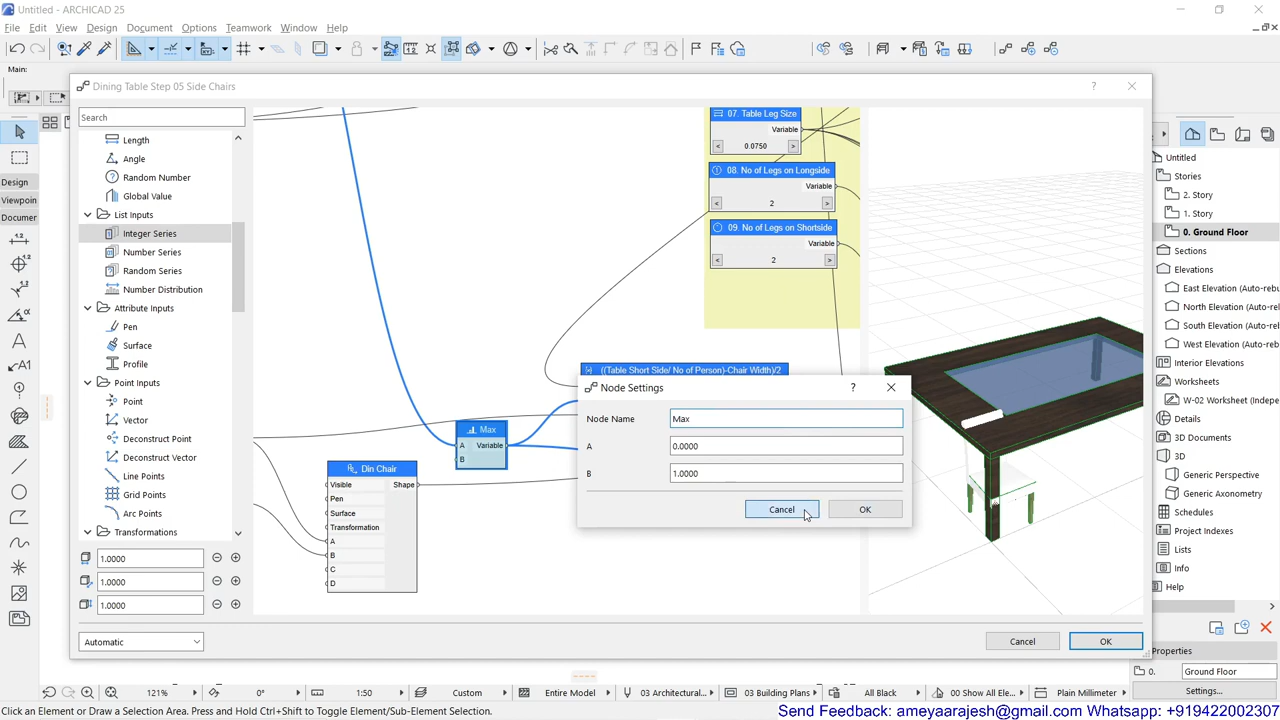 Untitled - ARCHICAD 25
File Edit View Design Document Options Teamwork Window Help
Main:
Dining Table Step 05 Side Chairs
Search
Length
Angle
Random Number
Global Value
List Inputs
Integer Series
Number Series
Random Series
Number Distribution
Attribute Inputs
Pen
Surface
Profile
Point Inputs
Point
Vector
Deconstruct Point
Deconstruct Vector
Line Points
Grid Points
Arc Points
Transformations
1.0000
1.0000
1.0000
Automatic
Design
Viewpoin
Documer
07. Table Leg Size
Variable
0.0750
08. No of Legs on Longside
Variable
2
09. No of Legs on Shortside
Variable
2
((Table Short Side/ No of Person)-Chair Width)/2
Max
A Variable
B
Din Chair
Visible Shape
Pen
Surface
Transformation
A
B
C
D
Node Settings
Node Name Max
A 0.0000
B 1.0000
Cancel OK
Cancel OK
Untitled
Stories
2. Story
1. Story
0. Ground Floor
Sections
Elevations
East Elevation (Auto-rebu
North Elevation (Auto-rebu
South Elevation (Auto-rebu
West Elevation (Auto-rebu
Interior Elevations
Worksheets
W-02 Worksheet (Indepe
Details
3D Documents
3D
Generic Perspective
Generic Axonometry
Schedules
Project Indexes
Lists
Info
Help
Properties
0. Ground Floor
Settings...
121% 0° 1:50 Custom Entire Model 03 Architectural... 03 Building Plans All Black 00 Show All Ele... Plain Millimeter
Click an Element or Draw a Selection Area. Press and Hold Ctrl+Shift to Toggle Element/Sub-Element Selection.
Send Feedback: ameyaarajesh@gmail.com Whatsapp: +919422002307